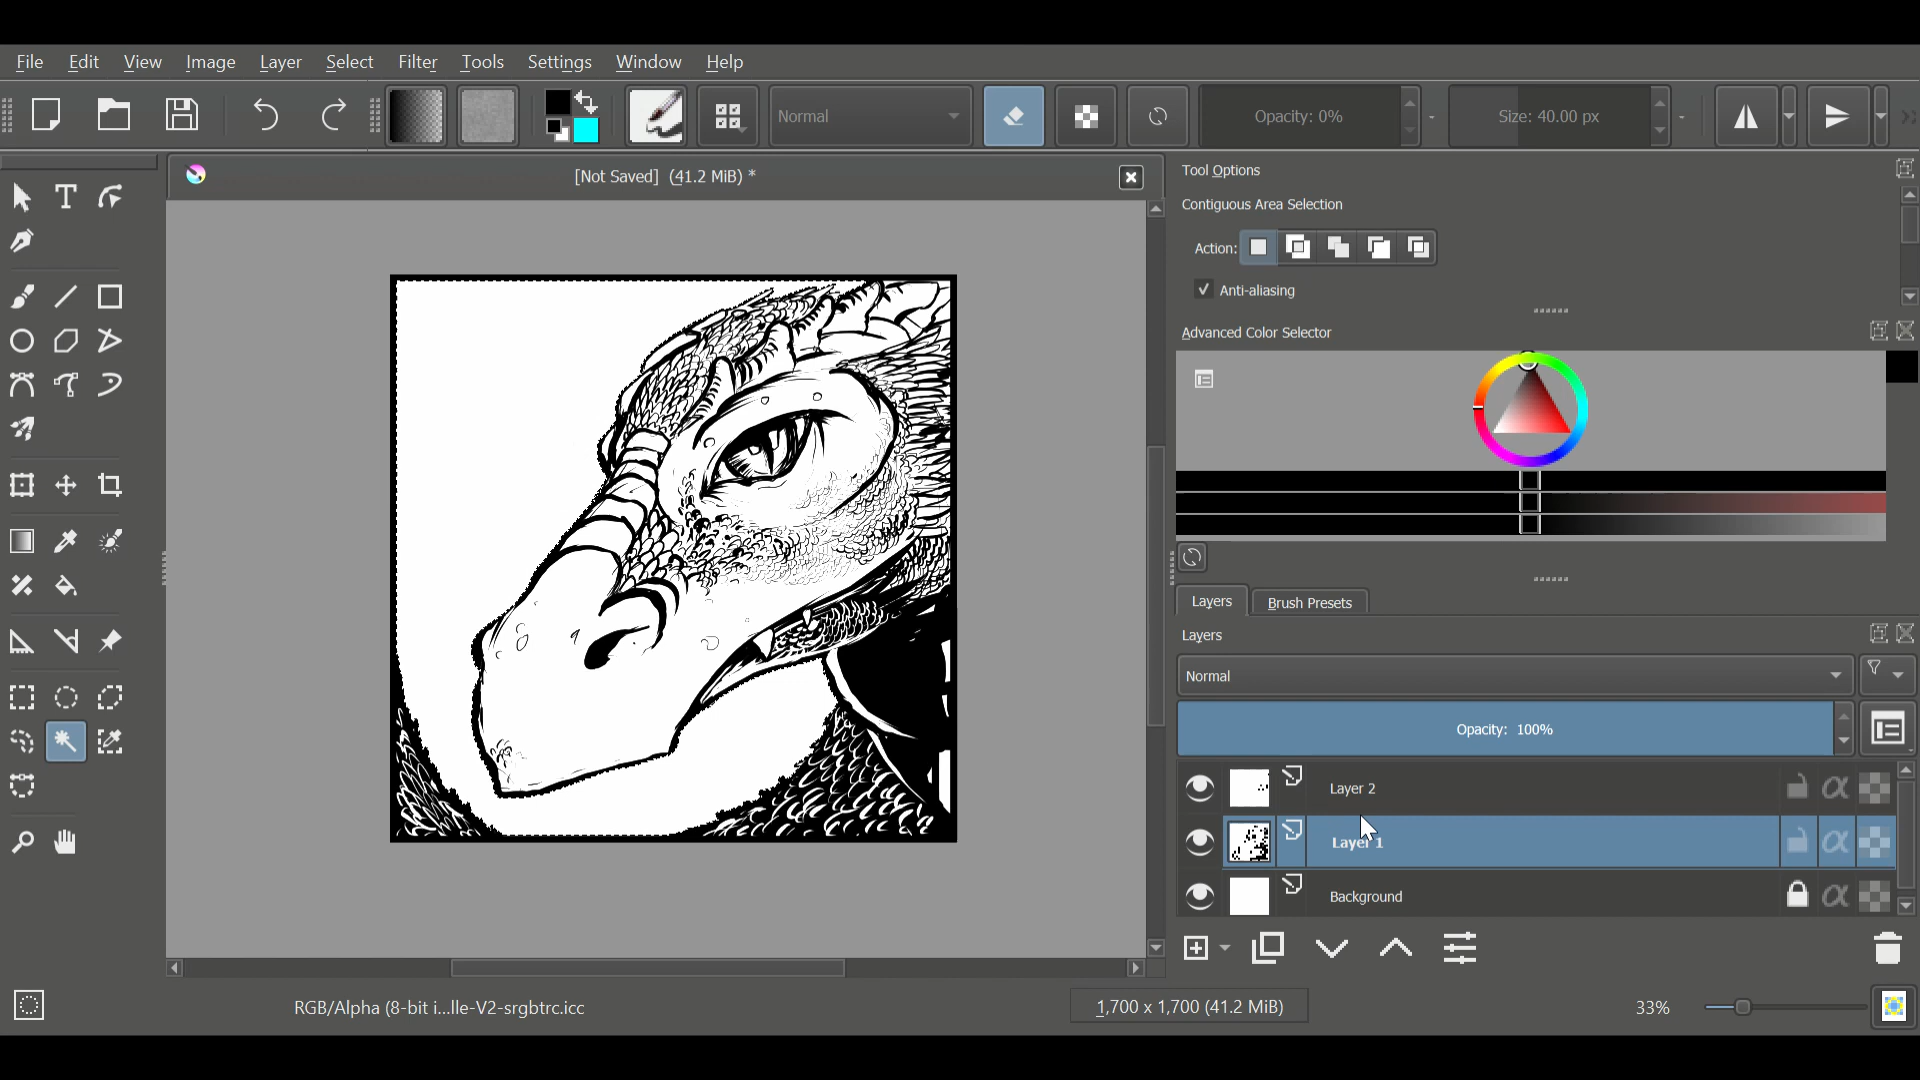 File Edit View Image Layer Select Filter Tools Settings Window Help
Normal Opacity: 0% Size: 40.00 px
[Not Saved] (41.2 MiB) *
Tool Options
Contiguous Area Selection
Action:
Anti-aliasing
Advanced Color Selector
Layers Brush Presets
Layers
Normal
Opacity: 100%
Layer 2
Layer 1
Background
RGB/Alpha (8-bit i...lle-V2-srgbtrc.icc 1,700 x 1,700 (41.2 MiB) 33%